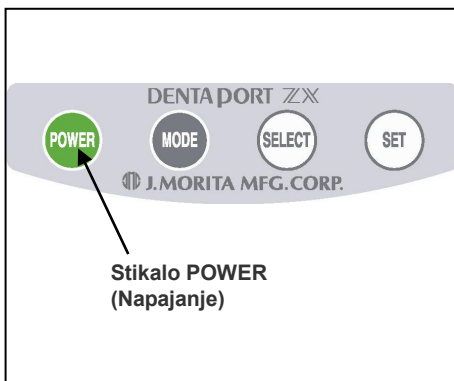 DENTAPORT ZX
POWER MODE SELECT SET
J.MORITA MFG.CORP.
Stikalo POWER
(Napajanje)